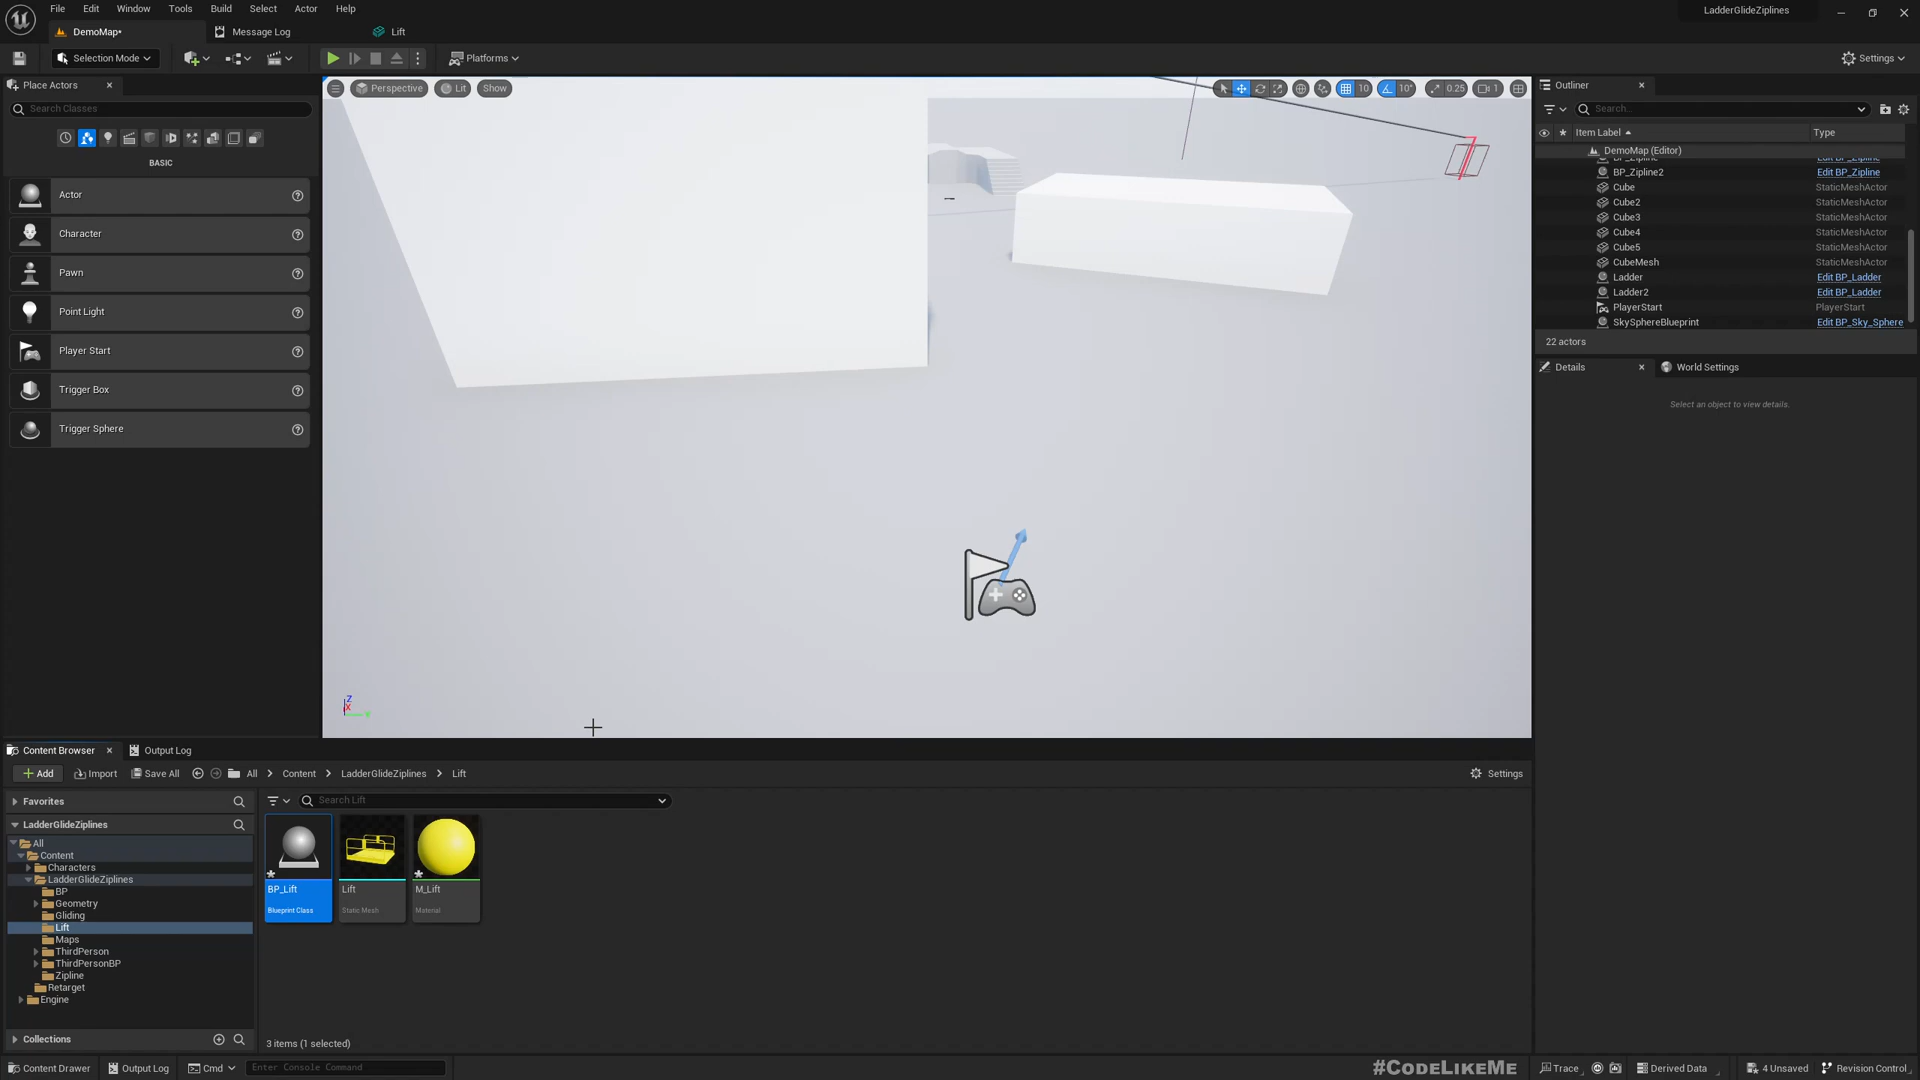 File Edit Window Tools Build Select Actor Help
LadderGlideZiplines
DemoMap*
Message Log
Lift
Selection Mode
Platforms
Settings
Place Actors
Search Classes
BASIC
Actor
Character
Pawn
Point Light
Player Start
Trigger Box
Trigger Sphere
Perspective
Lit
Show
10
10°
0.25
1
Z
X
Y
Outliner
Search...
Item Label
Type
DemoMap (Editor)
BP_Zipline Edit BP_Zipline
BP_Zipline2 Edit BP_Zipline
Cube StaticMeshActor
Cube2 StaticMeshActor
Cube3 StaticMeshActor
Cube4 StaticMeshActor
Cube5 StaticMeshActor
CubeMesh StaticMeshActor
Ladder Edit BP_Ladder
Ladder2 Edit BP_Ladder
PlayerStart PlayerStart
SkySphereBlueprint Edit BP_Sky_Sphere
22 actors
Details
World Settings
Select an object to view details.
Content Browser
Output Log
Add
Import
Save All
All
Content
LadderGlideZiplines
Lift
Settings
Favorites
LadderGlideZiplines
All
Content
Characters
LadderGlideZiplines
BP
Geometry
Gliding
Lift
Maps
ThirdPerson
ThirdPersonBP
Zipline
Retarget
Engine
Collections
Search Lift
BP_Lift
Blueprint Class
Lift
Static Mesh
M_Lift
Material
3 items (1 selected)
Content Drawer
Output Log
Cmd
Enter Console Command
#CodeLikeMe
Trace
Derived Data
4 Unsaved
Revision Control